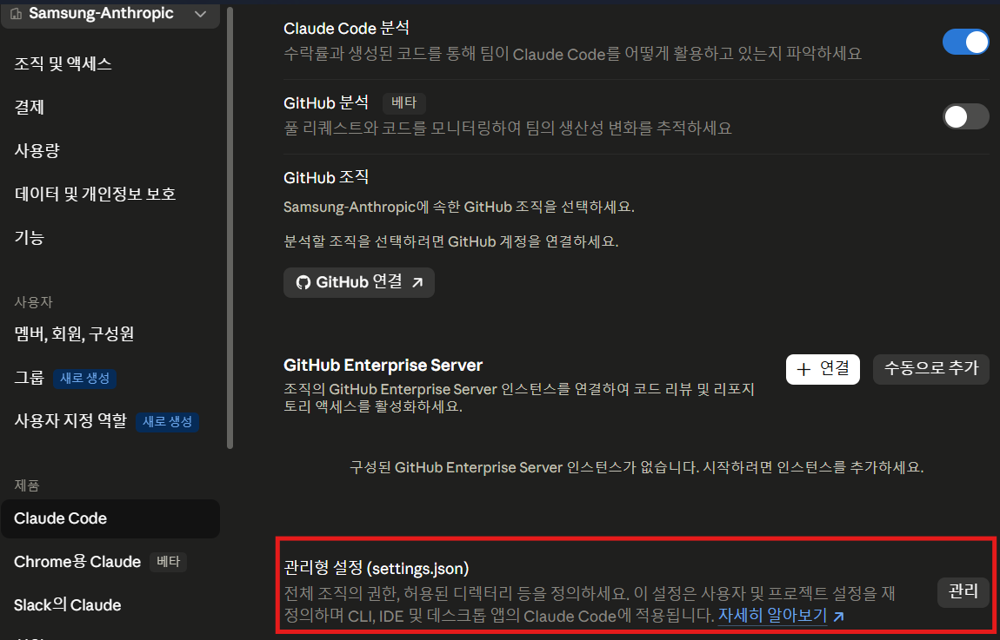 Samsung-Anthropic
조직 및 액세스
결제
사용량
데이터 및 개인정보 보호
기능
사용자
멤버, 회원, 구성원
그룹 새로 생성
사용자 지정 역할 새로 생성
제품
Claude Code
Chrome용 Claude 베타
Slack의 Claude
Claude Code 분석
수락률과 생성된 코드를 통해 팀이 Claude Code를 어떻게 활용하고 있는지 파악하세요
GitHub 분석 베타
풀 리퀘스트와 코드를 모니터링하여 팀의 생산성 변화를 추적하세요
GitHub 조직
Samsung-Anthropic에 속한 GitHub 조직을 선택하세요.
분석할 조직을 선택하려면 GitHub 계정을 연결하세요.
GitHub 연결
GitHub Enterprise Server
조직의 GitHub Enterprise Server 인스턴스를 연결하여 코드 리뷰 및 리포지
토리 액세스를 활성화하세요.
+ 연결
수동으로 추가
구성된 GitHub Enterprise Server 인스턴스가 없습니다. 시작하려면 인스턴스를 추가하세요.
관리형 설정 (settings.json)
전체 조직의 권한, 허용된 디렉터리 등을 정의하세요. 이 설정은 사용자 및 프로젝트 설정을 재
정의하며 CLI, IDE 및 데스크톱 앱의 Claude Code에 적용됩니다. 자세히 알아보기
관리